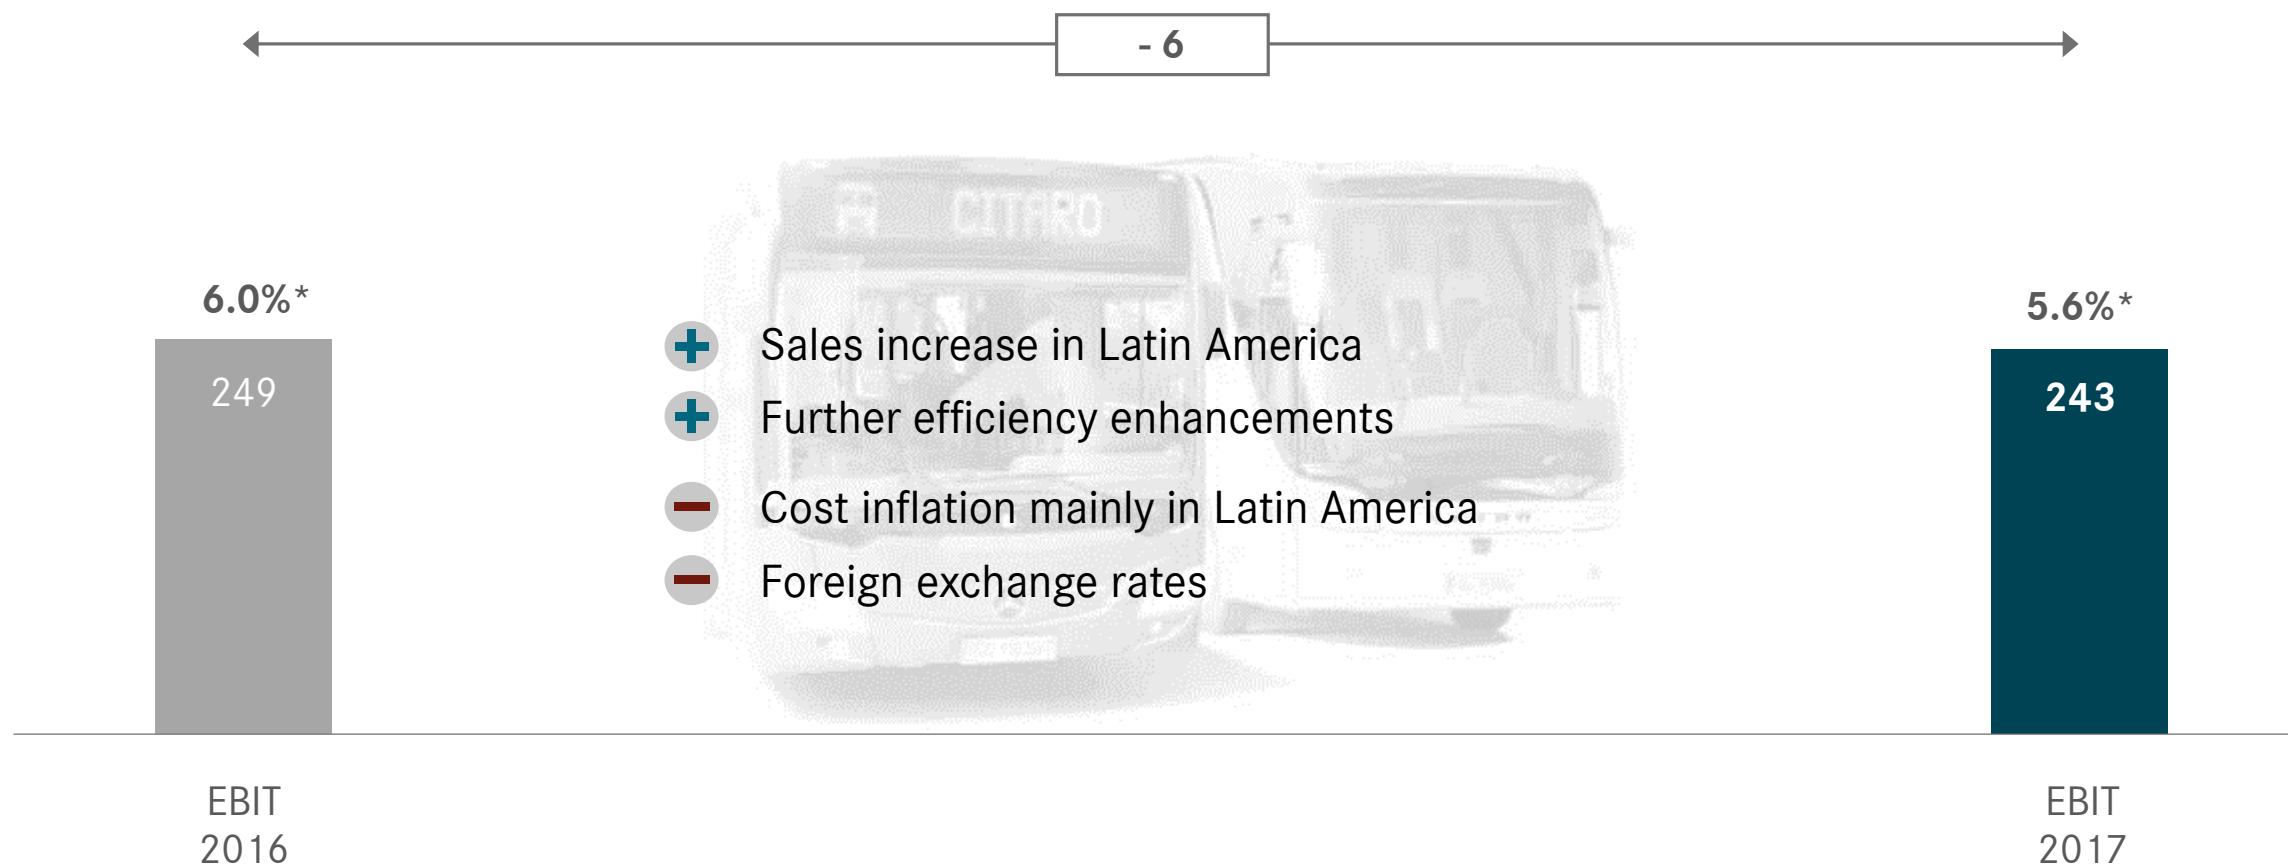 - 6
6.0%*
5.6%*
249
243
CITARO
Sales increase in Latin America
Further efficiency enhancements
Cost inflation mainly in Latin America
Foreign exchange rates
EBIT
2016
EBIT
2017